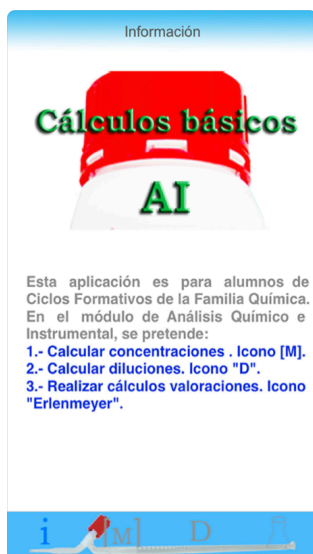 Información
Cálculos básicos
AI
Esta aplicación es para alumnos de
Ciclos Formativos de la Familia Química.
En el módulo de Análisis Químico e
Instrumental, se pretende:
1.- Calcular concentraciones . Icono [M].
2.- Calcular diluciones. Icono "D".
3.- Realizar cálculos valoraciones. Icono
"Erlenmeyer".
i [M] D